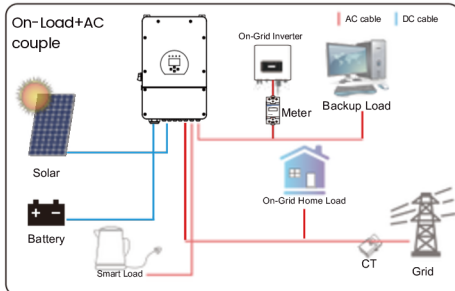 On-Load+AC
couple
AC cable
DC cable
On-Grid Inverter
Meter
Backup Load
Solar
On-Grid Home Load
Battery
Smart Load
CT
Grid